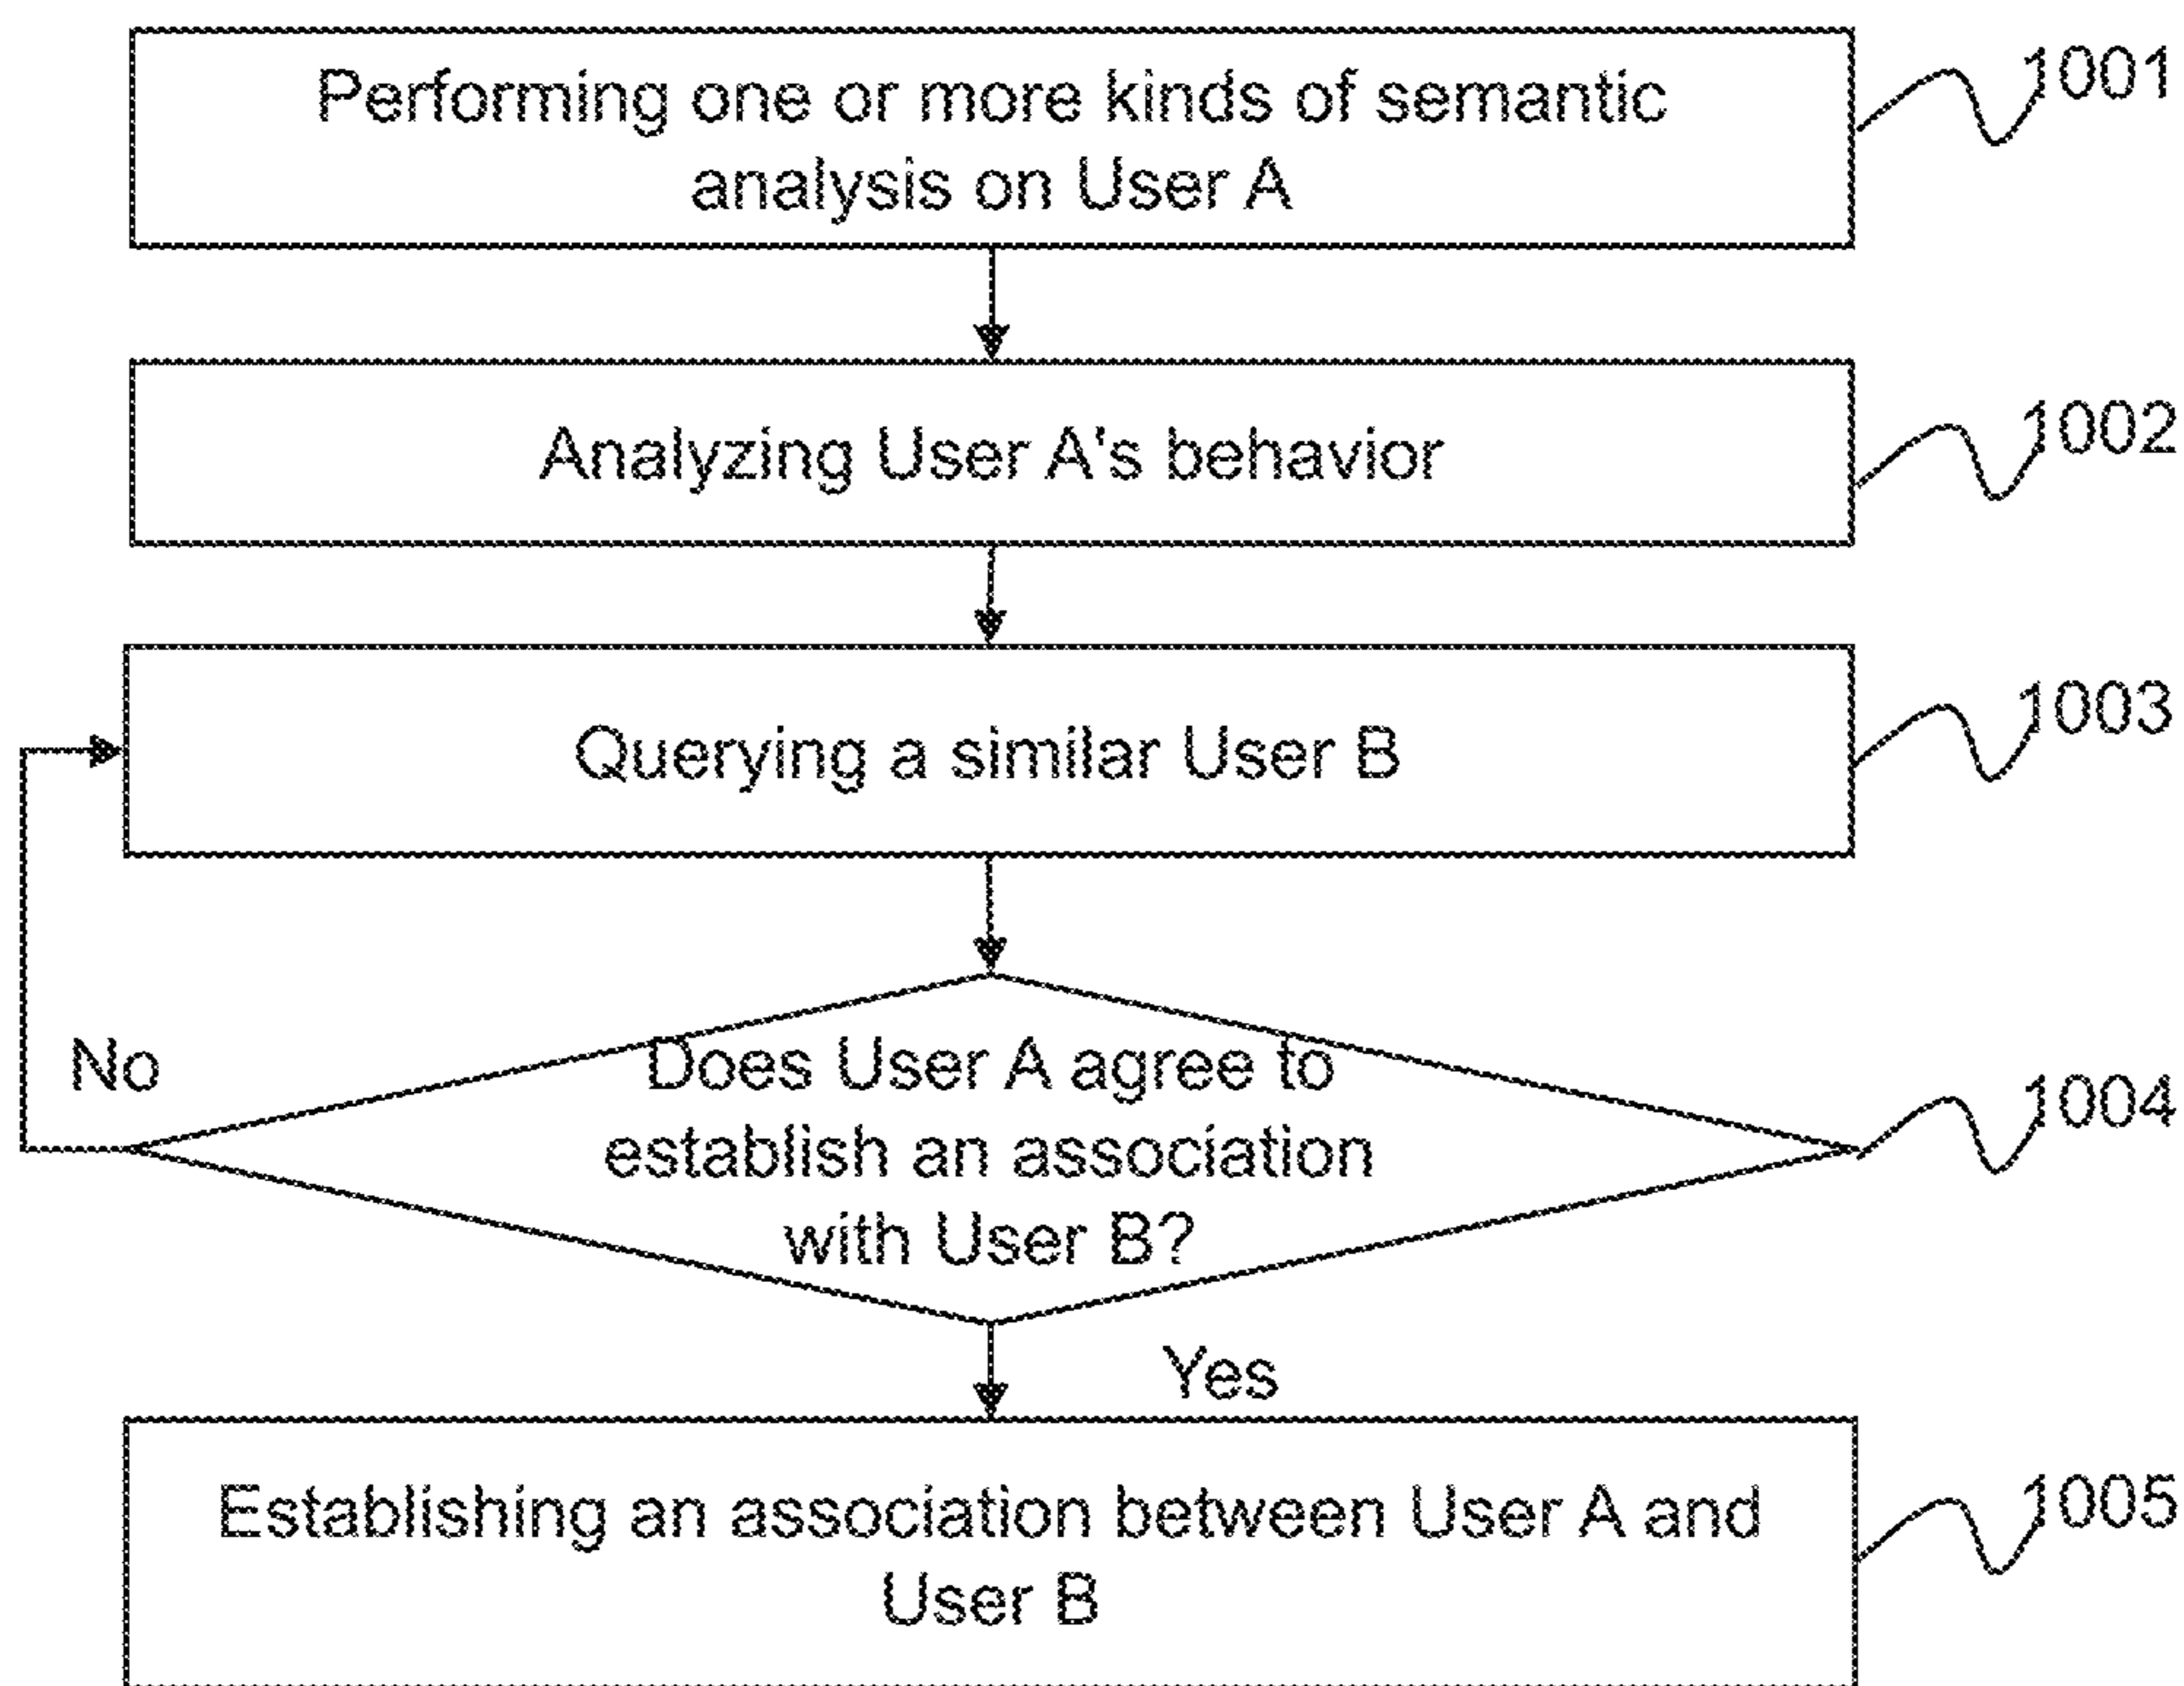 Performing one or more kinds of semantic
analysis on User A
1001
Analyzing User A's behavior
1002
Querying a similar User B
1003
No
Does User A agree to
establish an association
with User B?
1004
Yes
Establishing an association between User A and
User B
1005